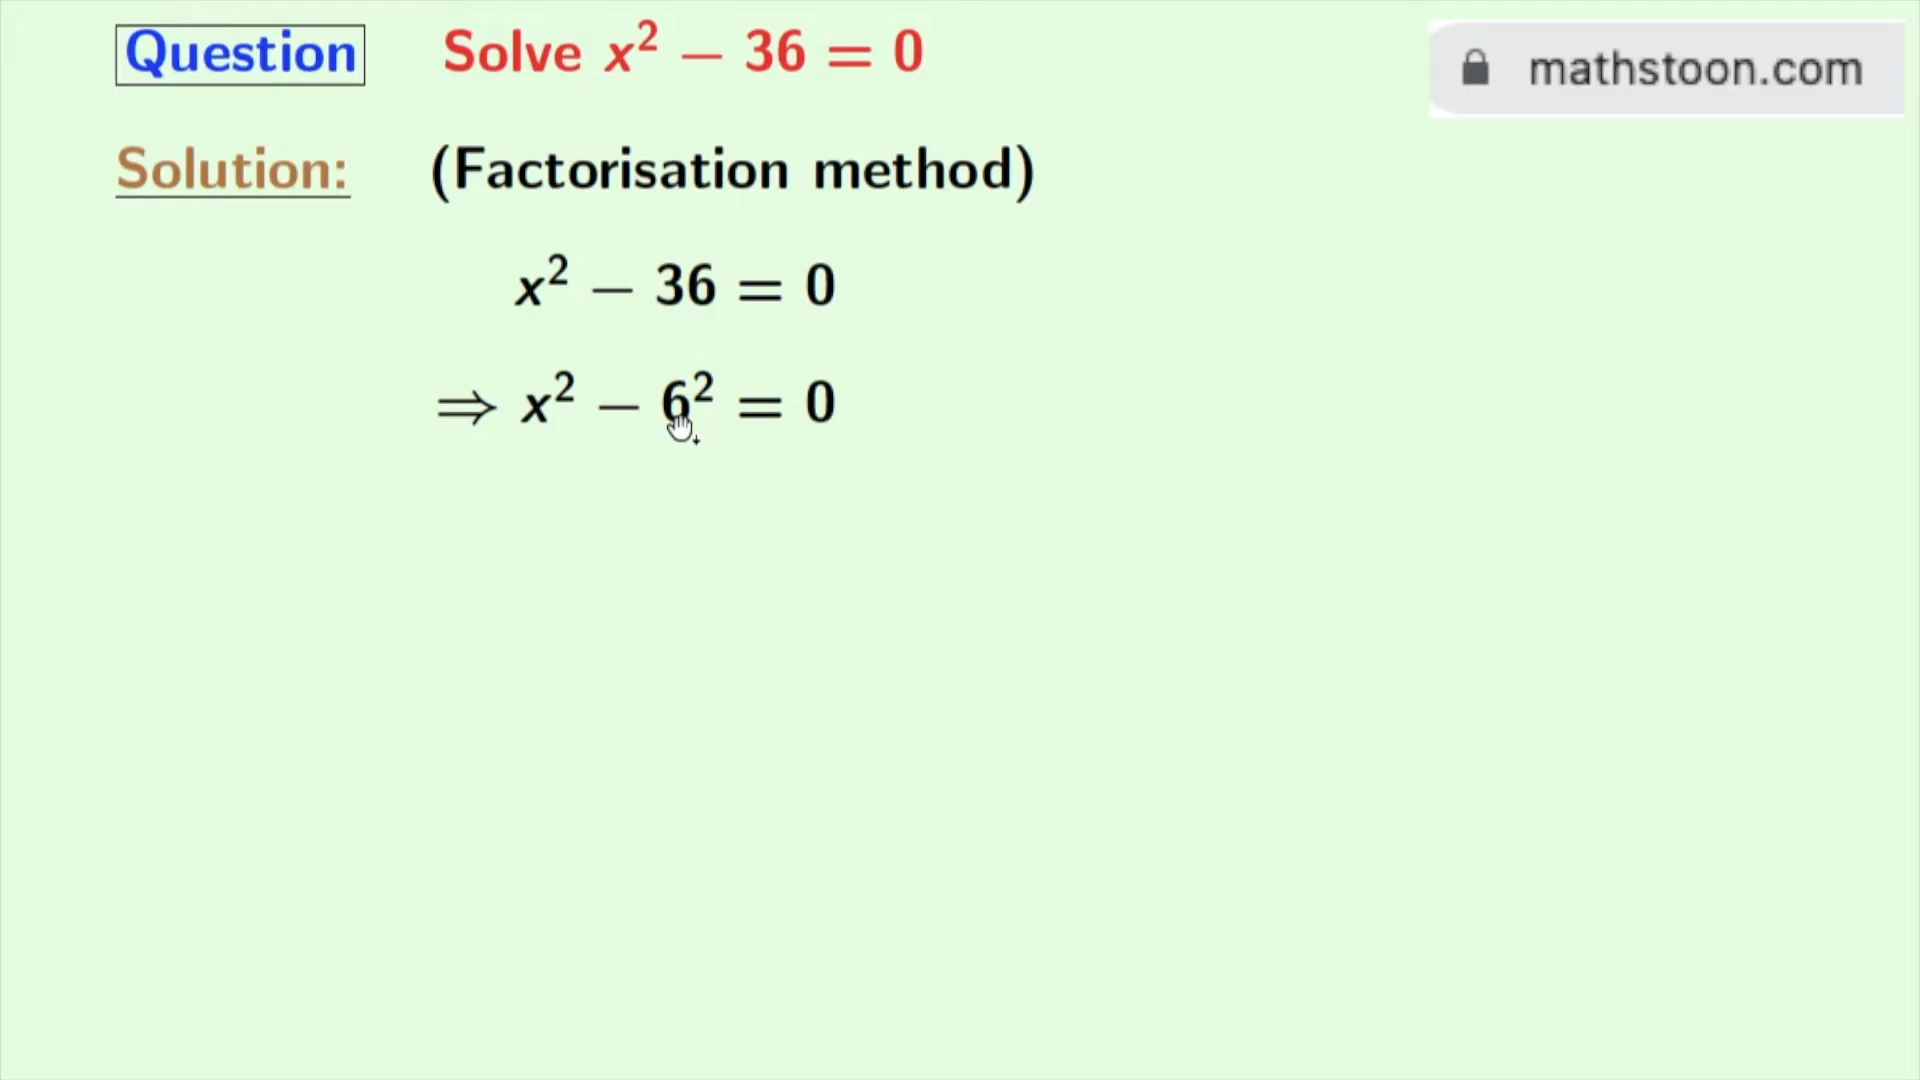 Question Solve x² − 36 = 0
mathstoon.com
Solution: (Factorisation method)
x² − 36 = 0
⇒ x² − 6² = 0